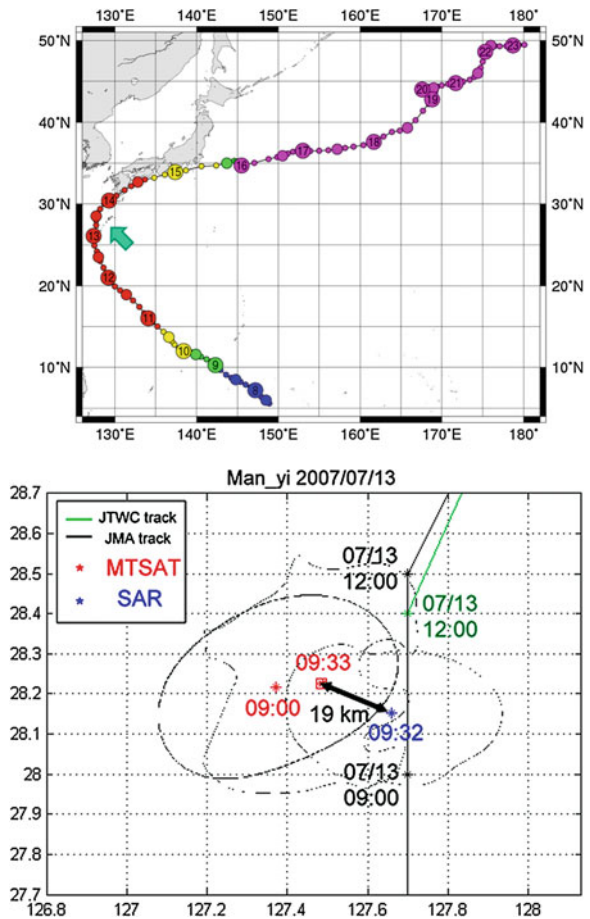 50°N
40°N
30°N
20°N
10°N
23
22
21
20
19
18
17
16
15
14
13
12
11
10
9
8
130°E 140°E 150°E 160°E 170°E 180°
Man_yi 2007/07/13
28.7
28.6
28.5
28.4
28.3
28.2
28.1
28
27.9
27.8
27.7
JTWC track
JMA track
MTSAT
SAR
07/13
12:00
07/13
12:00
09:33
09:00
19 km
09:32
07/13
09:00
126.8 127 127.2 127.4 127.6 127.8 128